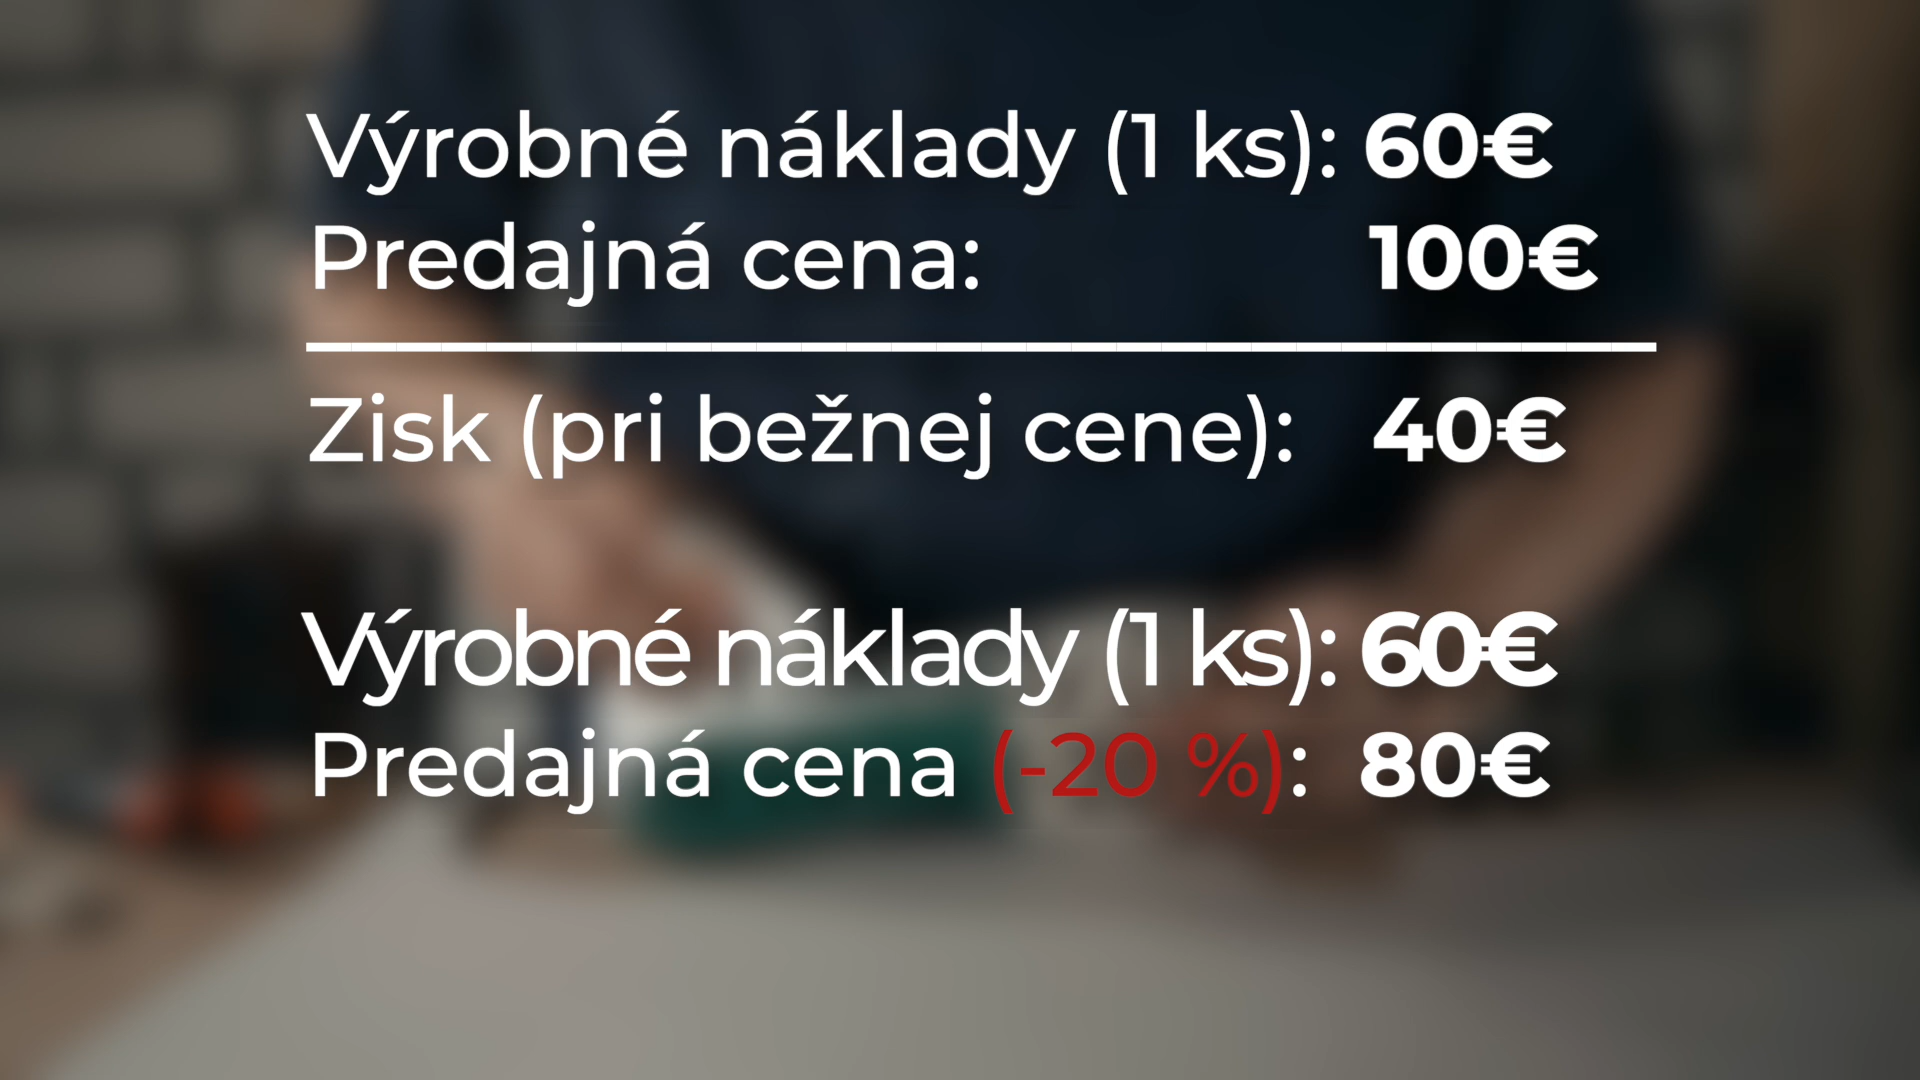 Výrobné náklady (1 ks): 60€
Predajná cena: 100€
Zisk (pri bežnej cene): 40€
Výrobné náklady (1 ks): 60€
Predajná cena (-20 %): 80€